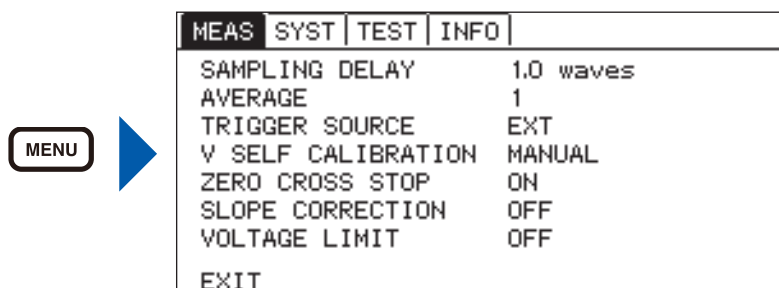 MEAS SYST TEST INFO
SAMPLING DELAY 1.0 waves
AVERAGE 1
TRIGGER SOURCE EXT
MENU
V SELF CALIBRATION MANUAL
ZERO CROSS STOP ON
SLOPE CORRECTION OFF
VOLTAGE LIMIT OFF
EXIT